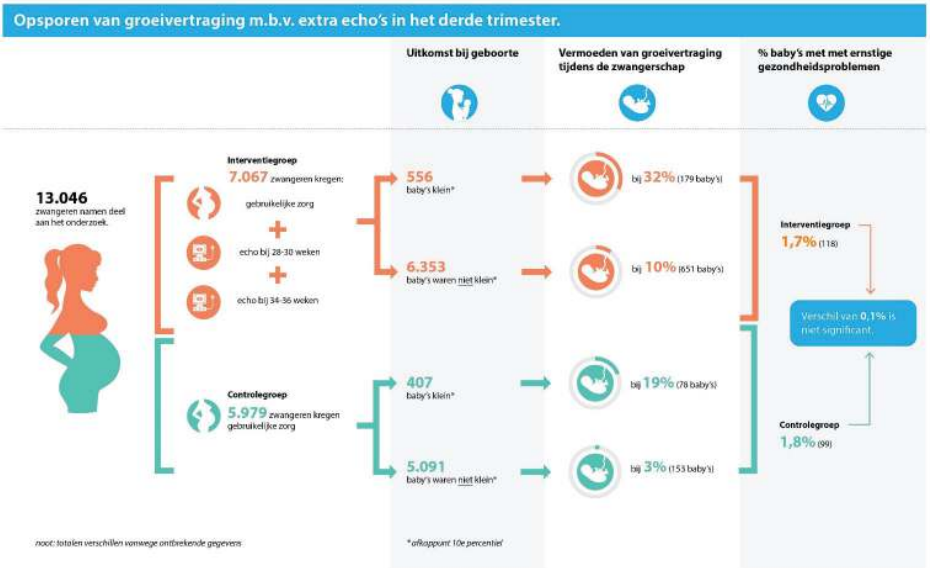 Opsporen van groeivertraging m.b.v. extra echo's in het derde trimester.
Uitkomst bij geboorte
Vermoeden van groeivertraging
tijdens de zwangerschap
% baby's met met ernstige
gezondheidsproblemen
13.046
zwangeren namen deel
aan het onderzoek.
Interventiegroep
7.067 zwangeren kregen:
gebruikelijke zorg
+
echo bij 28-30 weken
+
echo bij 34-36 weken
556
baby's klein*
bij 32% (179 baby's)
6.353
baby's waren niet klein*
bij 10% (651 baby's)
Interventiegroep
1,7% (118)
Verschil van 0,1% is
niet significant.
Controlegroep
5.979 zwangeren kregen
gebruikelijke zorg
407
baby's klein*
bij 19% (78 baby's)
5.091
baby's waren niet klein*
bij 3% (153 baby's)
Controlegroep
1,8% (99)
noot: totalen verschillen vanwege ontbrekende gegevens
* afkappunt 10e percentiel